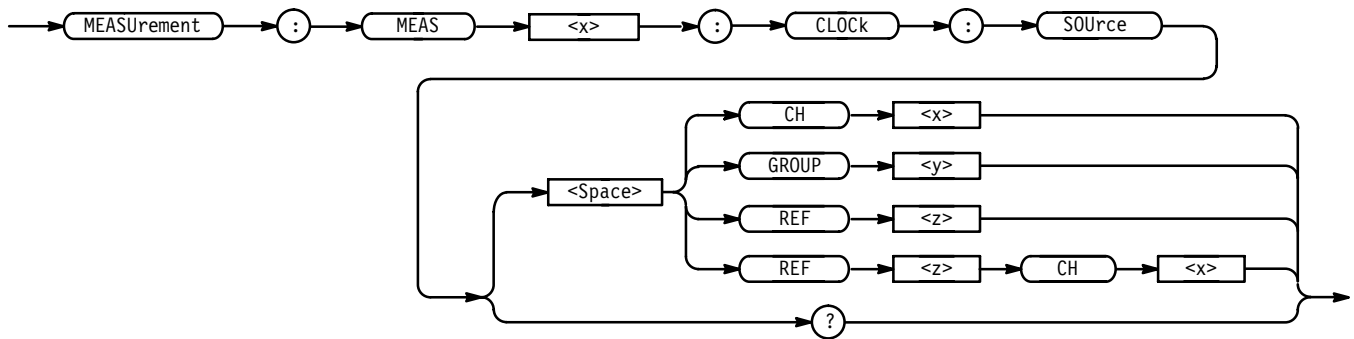 MEASUrement : MEAS <x> : CLOCk : SOUrce
CH <x>
GROUP <y>
<Space>
REF <z>
REF <z> CH <x>
?